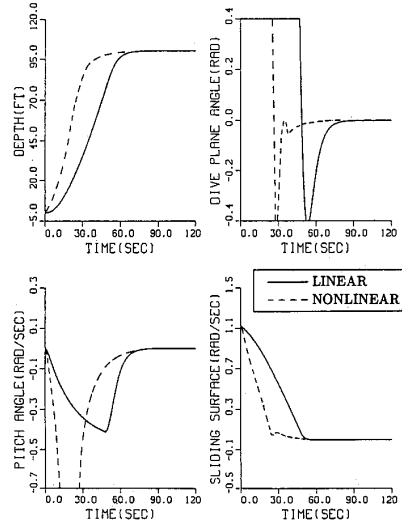 120.0
95.0
70.0
45.0
20.0
-5.0
DEPTH(FT)
0.0 30.0 60.0 90.0 120
TIME(SEC)
0.4
0.2
0.0
-0.2
-0.4
DIVE PLANE ANGLE(RAD)
0.0 30.0 60.0 90.0 120
TIME(SEC)
LINEAR
NONLINEAR
0.3
0.1
-0.1
-0.3
-0.5
-0.7
PITCH ANGLE(RAD/SEC)
0.0 30.0 60.0 90.0 120
TIME(SEC)
1.5
1.1
0.7
0.3
-0.1
-0.5
SLIDING SURFACE(RAD/SEC)
0.0 30.0 60.0 90.0 120
TIME(SEC)